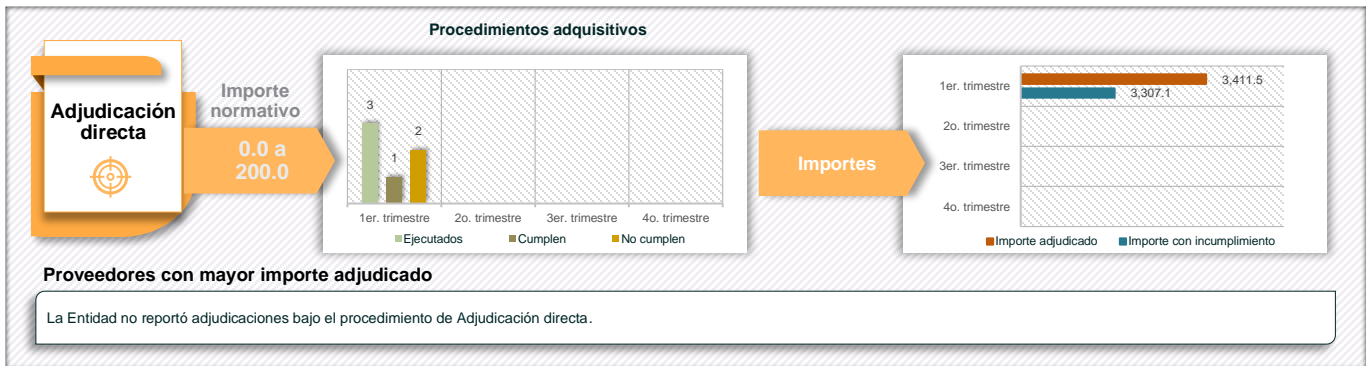 Procedimientos adquisitivos
Adjudicación
directa
Importe
normativo
0.0 a
200.0
3
1
2
1er. trimestre
2o. trimestre
3er. trimestre
4o. trimestre
Ejecutados
Cumplen
No cumplen
Importes
1er. trimestre
3,411.5
3,307.1
2o. trimestre
3er. trimestre
4o. trimestre
Importe adjudicado
Importe con incumplimiento
Proveedores con mayor importe adjudicado
La Entidad no reportó adjudicaciones bajo el procedimiento de Adjudicación directa.